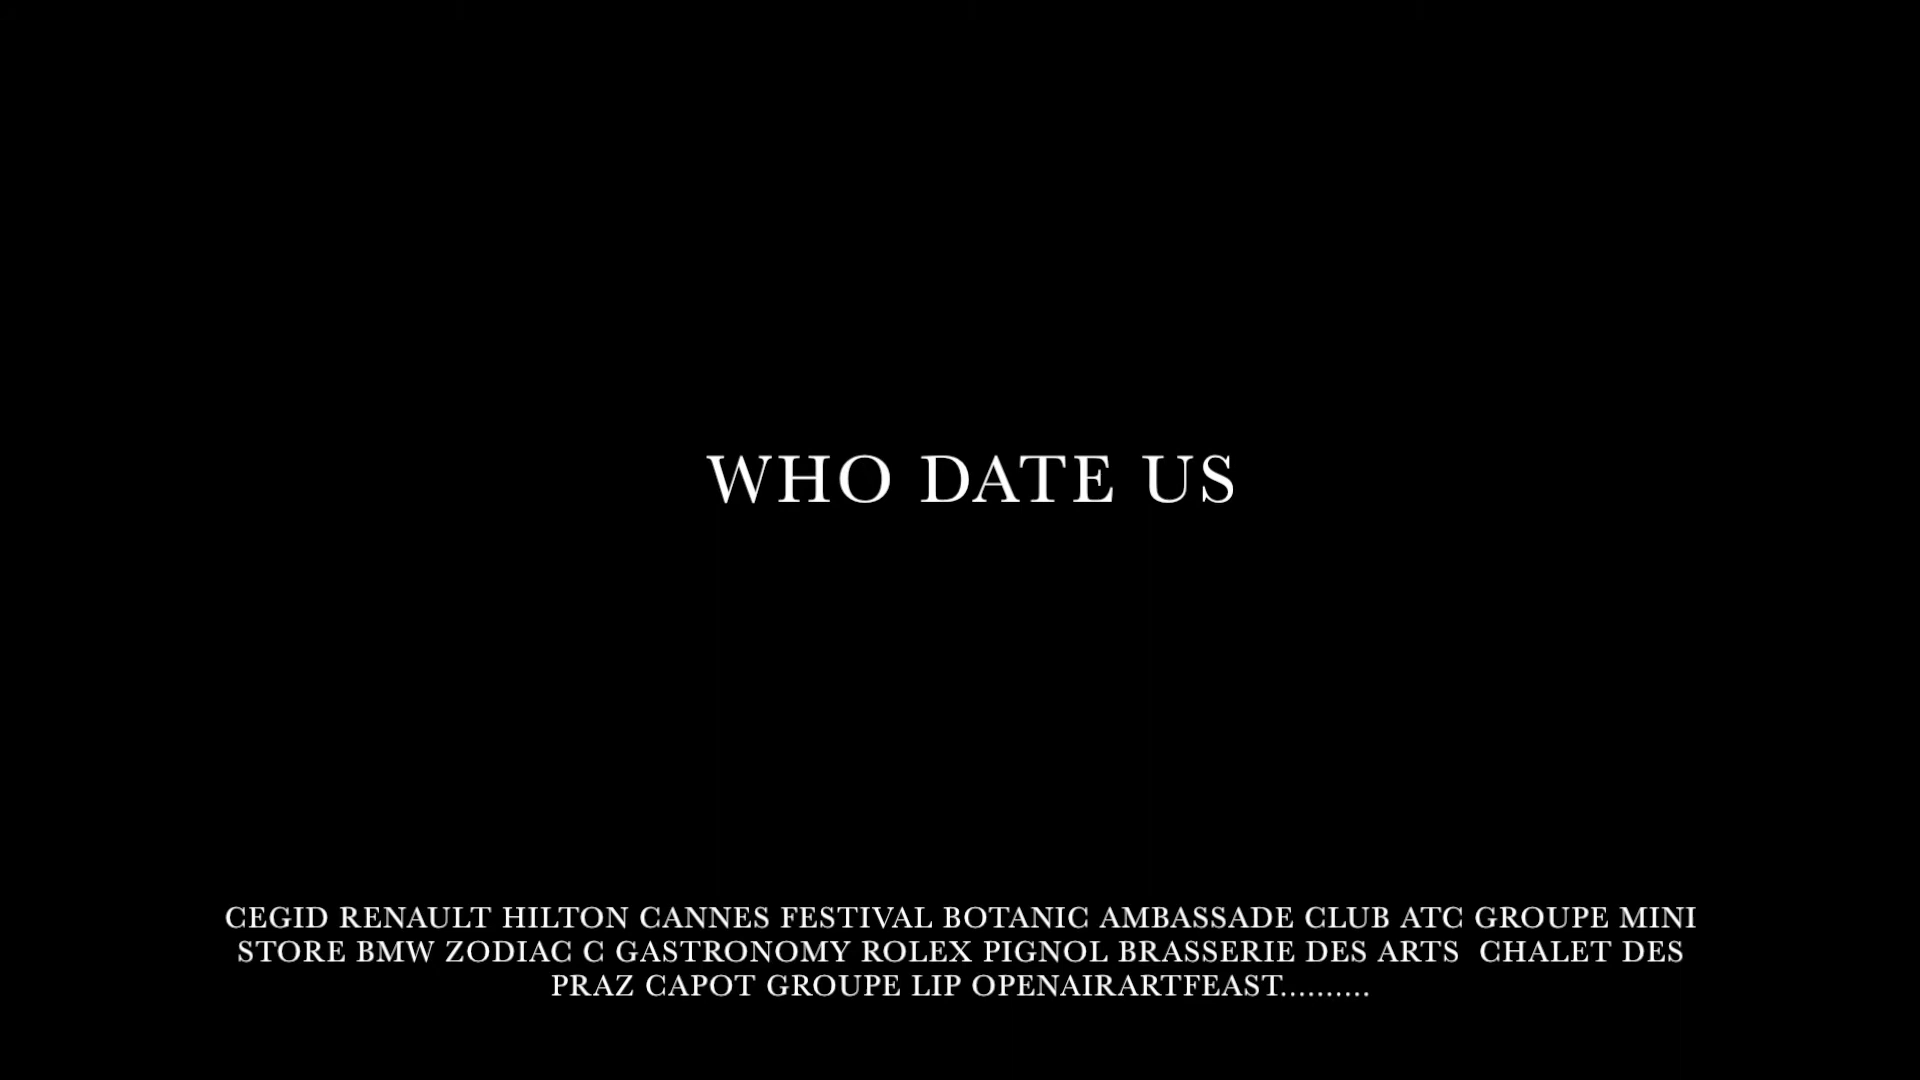 WHO DATE US
CEGID RENAULT HILTON CANNES FESTIVAL BOTANIC AMBASSADE CLUB ATC GROUPE MINI
STORE BMW ZODIAC C GASTRONOMY ROLEX PIGNOL BRASSERIE DES ARTS  CHALET DES
PRAZ CAPOT GROUPE LIP OPENAIRARTFEAST..........